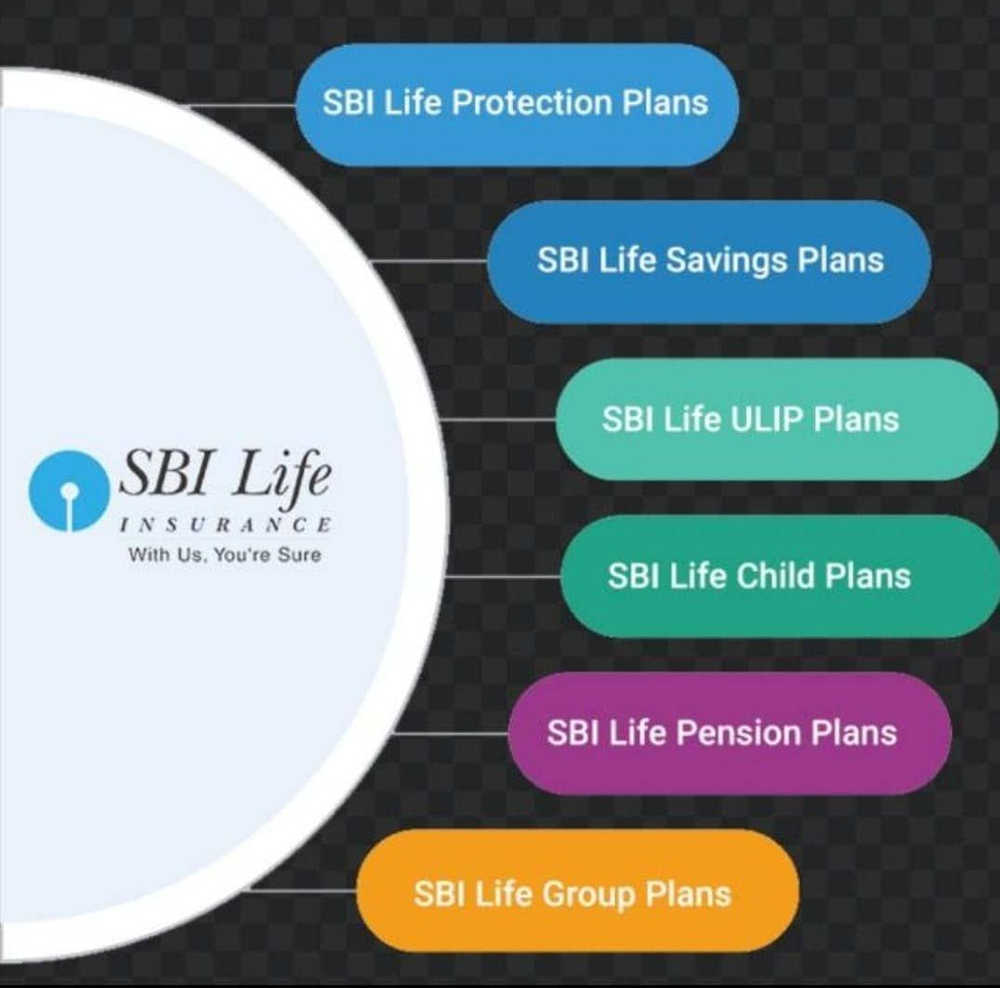 SBI Life Protection Plans
SBI Life Savings Plans
SBI Life ULIP Plans
SBI Life
INSURANCE
With Us, You're Sure
SBI Life Child Plans
SBI Life Pension Plans
SBI Life Group Plans